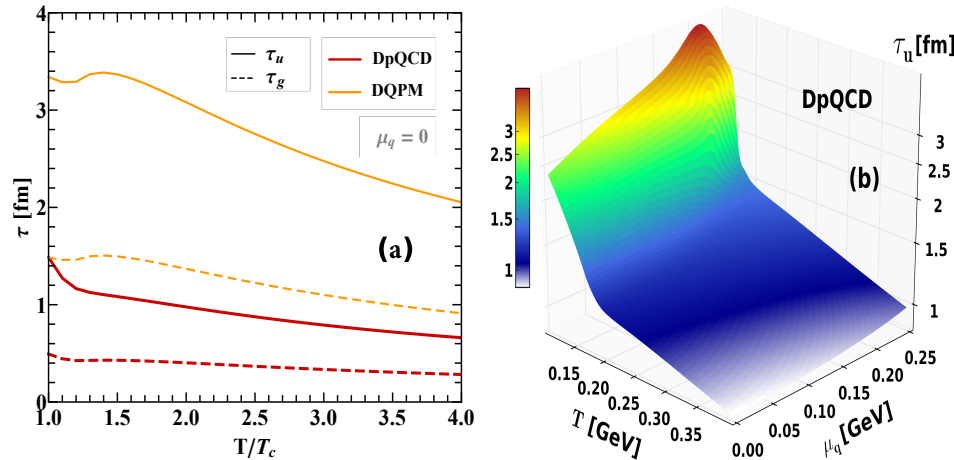 4
3
2
1
0
τ [fm]
1.0 1.5 2.0 2.5 3.0 3.5 4.0
T/T_c
τ_u
τ_g
DpQCD
DQPM
μ_q = 0
(a)
3
2.5
2
1.5
1
τ_u[fm]
DpQCD
(b)
3
2.5
2
1.5
1
0.15
0.20
0.25
0.30
0.35
T [GeV]
0.00
0.05
0.10
0.15
0.20
0.25
μ_q[GeV]